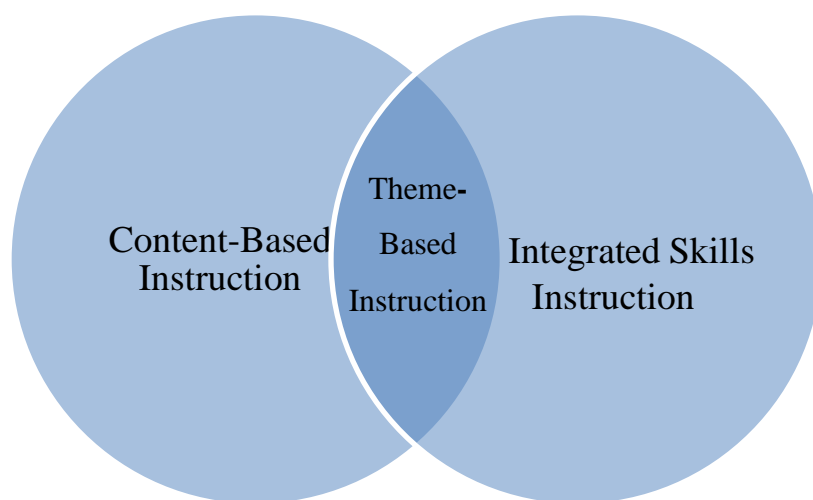 Content-Based
Instruction
Theme-
Based
Instruction
Integrated Skills
Instruction